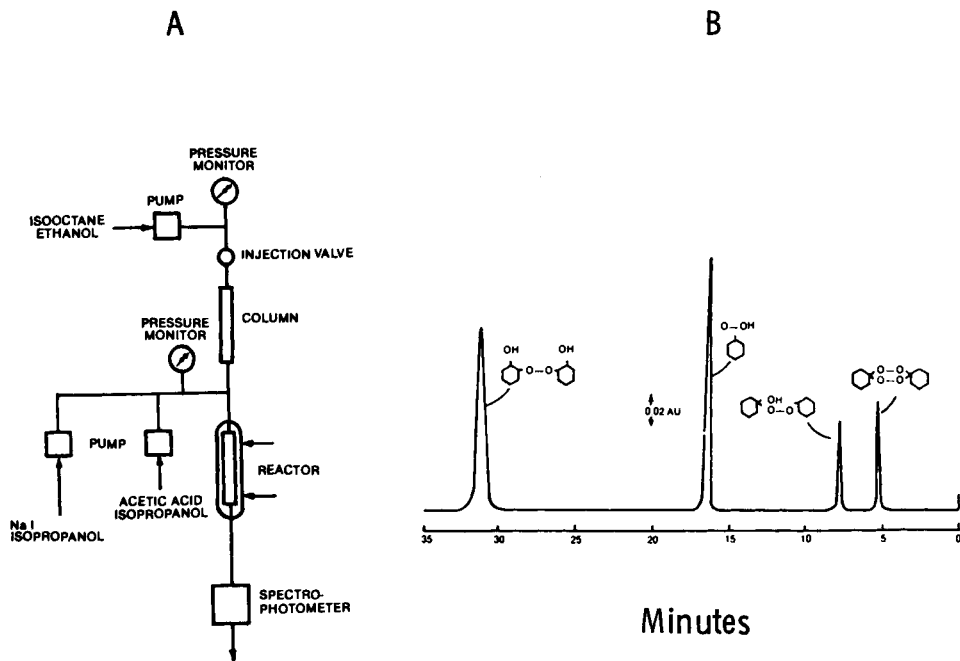 A
B
PRESSURE
MONITOR
PUMP
ISOOCTANE
ETHANOL
INJECTION VALVE
COLUMN
PRESSURE
MONITOR
PUMP
REACTOR
ACETIC ACID
ISOPROPANOL
Na I
ISOPROPANOL
SPECTRO-
PHOTOMETER
OH OH
O—O
O—OH
0.02 AU
OH
O—O
O—O
O—O
35 30 25 20 15 10 5 0
Minutes